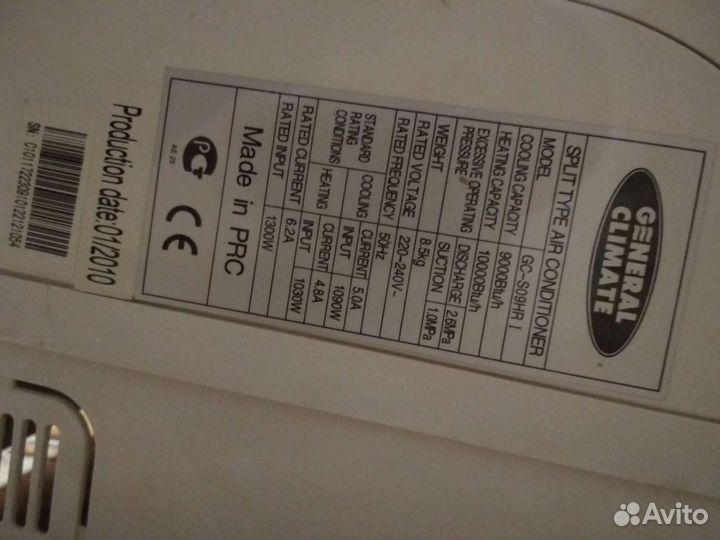 GENERAL
CLIMATE
SPLIT TYPE AIR CONDITIONER
MODEL GC-S09HR I
COOLING CAPACITY 9000Btu/h
HEATING CAPACITY 10000Btu/h
EXCESSIVE OPERATING PRESSURE DISCHARGE 2.6MPa
SUCTION 1.0MPa
WEIGHT 8.5kg
RATED VOLTAGE 220-240V~
RATED FREQUENCY 50Hz
STANDARD RATING CONDITIONS COOLING CURRENT 5.0A
INPUT 1090W
HEATING CURRENT 4.8A
INPUT 1030W
RATED CURRENT 6.2A
RATED INPUT 1300W
Made in PRC
РСТ
CE
Production date:01/2010
Avito